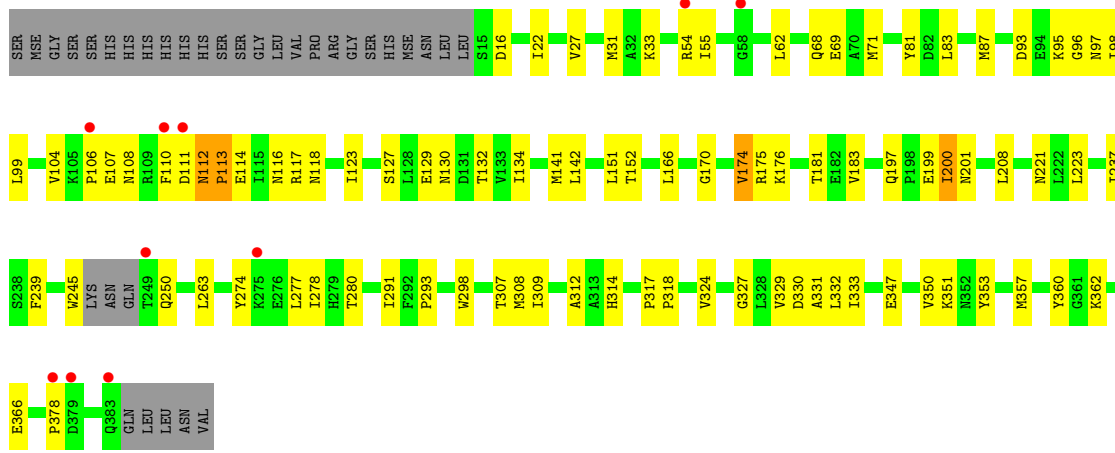 SER MSE GLY SER SER HIS HIS HIS HIS HIS HIS SER SER GLY LEU VAL PRO ARG GLY SER HIS MSE ASN LEU LEU S15 D16 I22 V27 M31 A32 K33 R54 I55 G58 L62 Q68 E69 A70 M71 Y81 D82 L83 M87 D93 E94 K95 G96 N97 I98
L99 V104 K105 P106 E107 N108 R109 F110 D111 N112 P113 E114 I115 N116 R117 N118 I123 S127 L128 E129 N130 D131 T132 V133 I134 M141 L142 L151 T152 L166 G170 V174 R175 K176 T181 E182 V183 Q197 P198 E199 I200 N201 L208 N221 L222 L223 I237
S238 F239 W245 LYS ASN GLN T249 Q250 L263 Y274 K275 E276 L277 I278 H279 T280 I291 F292 P293 W298 T307 M308 I309 A312 A313 H314 P317 P318 V324 G327 L328 V329 D330 A331 L332 I333 E347 V350 K351 N352 Y353 M357 Y360 G361 K362
E366 P378 D379 Q383 GLN LEU LEU ASN VAL